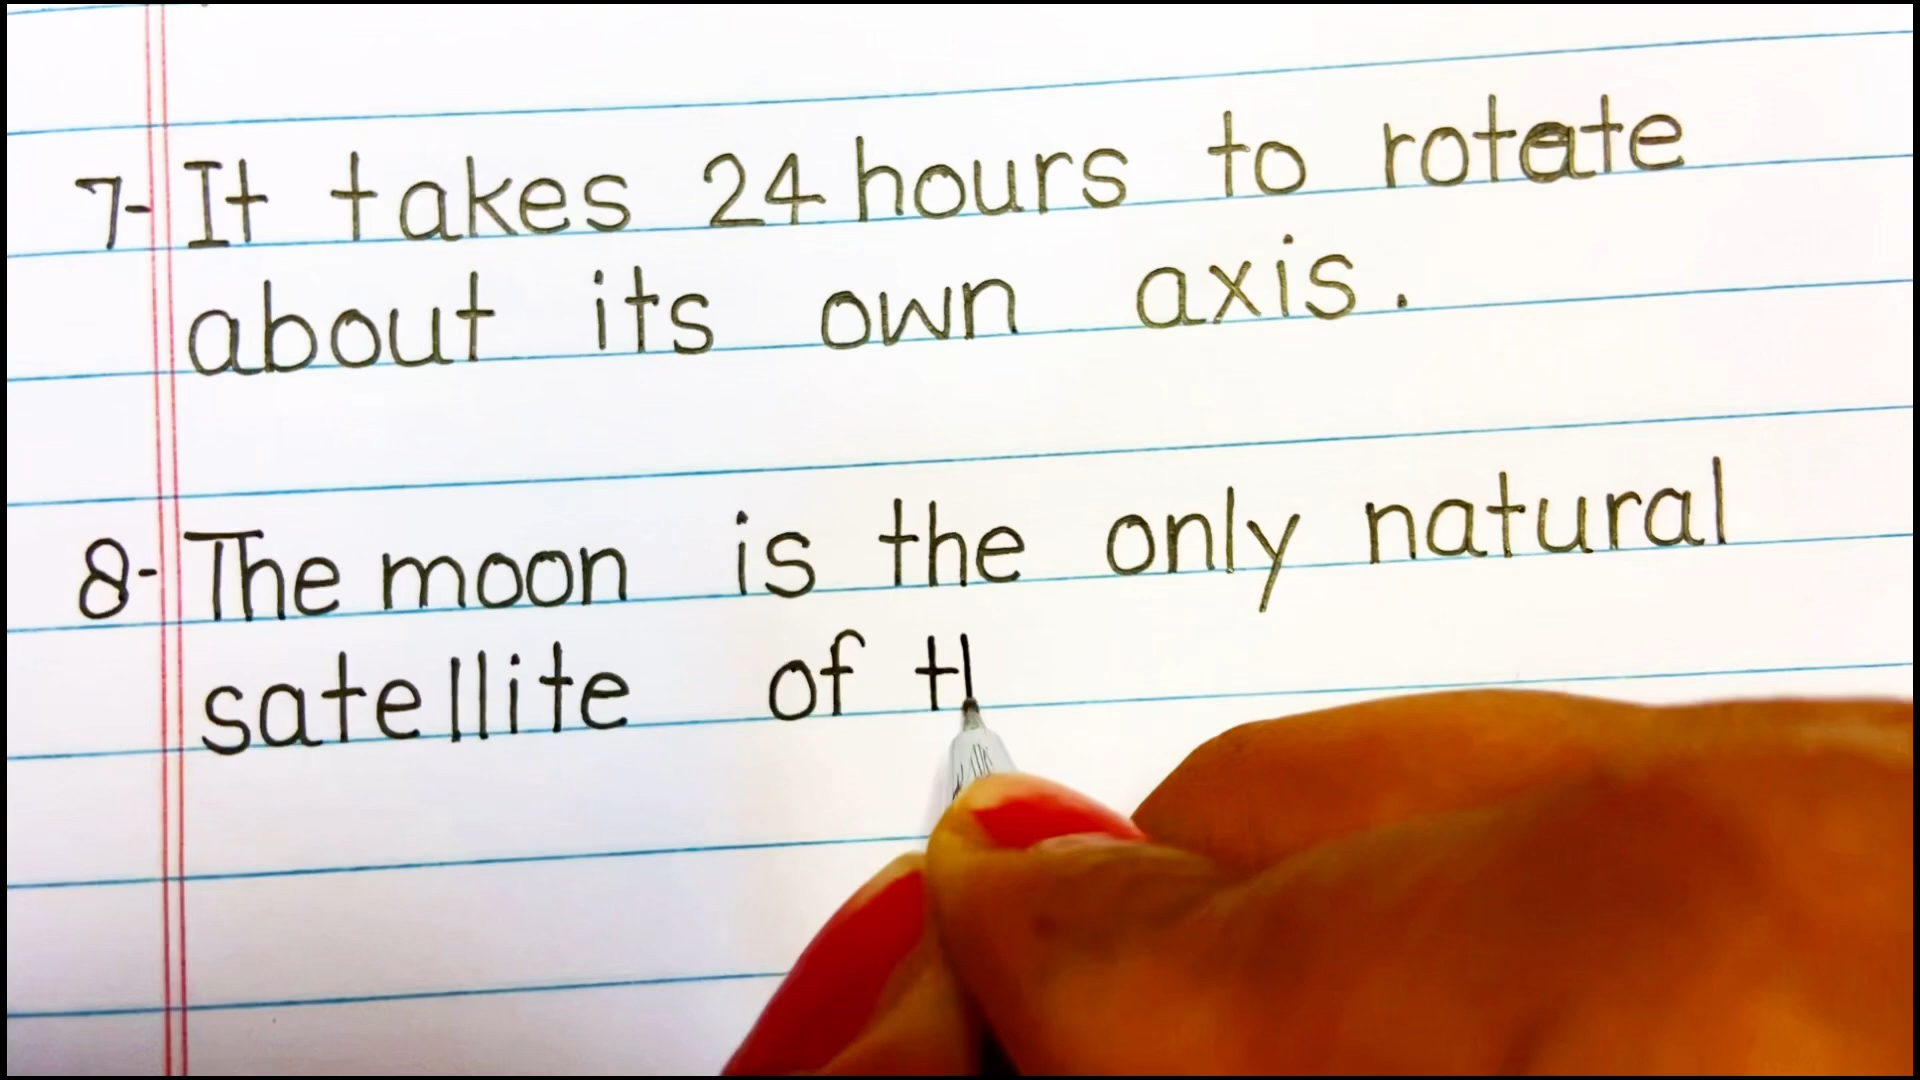 7- It takes 24 hours to rotate
about its own axis.
8- The moon is the only natural
satellite of